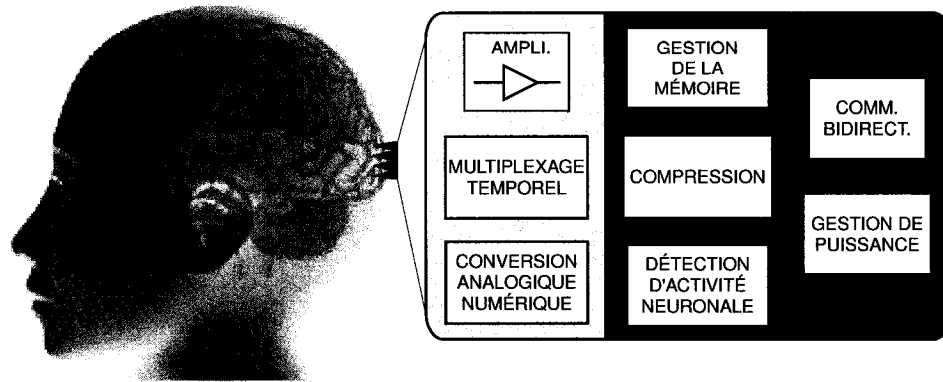 AMPLI.
MULTIPLEXAGE
TEMPOREL
CONVERSION
ANALOGIQUE
NUMÉRIQUE
GESTION
DE LA
MÉMOIRE
COMPRESSION
DÉTECTION
D'ACTIVITÉ
NEURONALE
COMM.
BIDIRECT.
GESTION DE
PUISSANCE